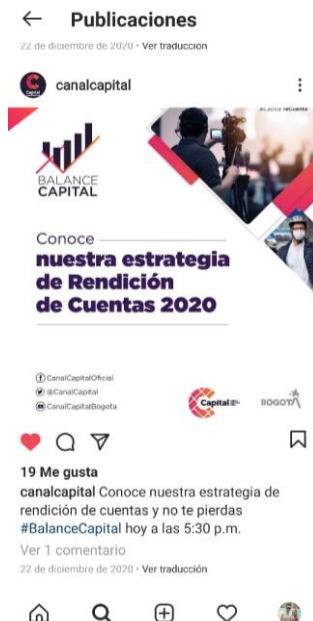 Publicaciones
22 de diciembre de 2020 • Ver traducción
canalcapital
BALANCE
CAPITAL
Conoce
nuestra estrategia
de Rendición
de Cuentas 2020
CanalCapitalOficial
@CanalCapital
CanalCapitalBogota
Capital
BOGOTÁ
19 Me gusta
canalcapital Conoce nuestra estrategia de
rendición de cuentas y no te pierdas
#BalanceCapital hoy a las 5:30 p.m.
Ver 1 comentario
22 de diciembre de 2020 • Ver traducción